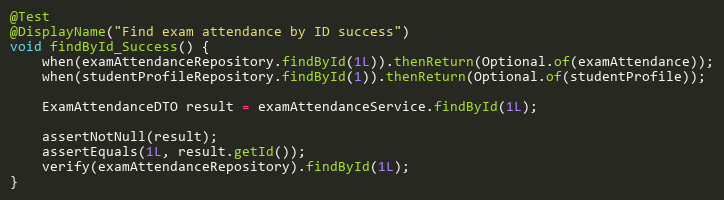 @Test
@DisplayName("Find exam attendance by ID success")
void findById_Success() {
    when(examAttendanceRepository.findById(1L)).thenReturn(Optional.of(examAttendance));
    when(studentProfileRepository.findById(1)).thenReturn(Optional.of(studentProfile));

    ExamAttendanceDTO result = examAttendanceService.findById(1L);

    assertNotNull(result);
    assertEquals(1L, result.getId());
    verify(examAttendanceRepository).findById(1L);
}